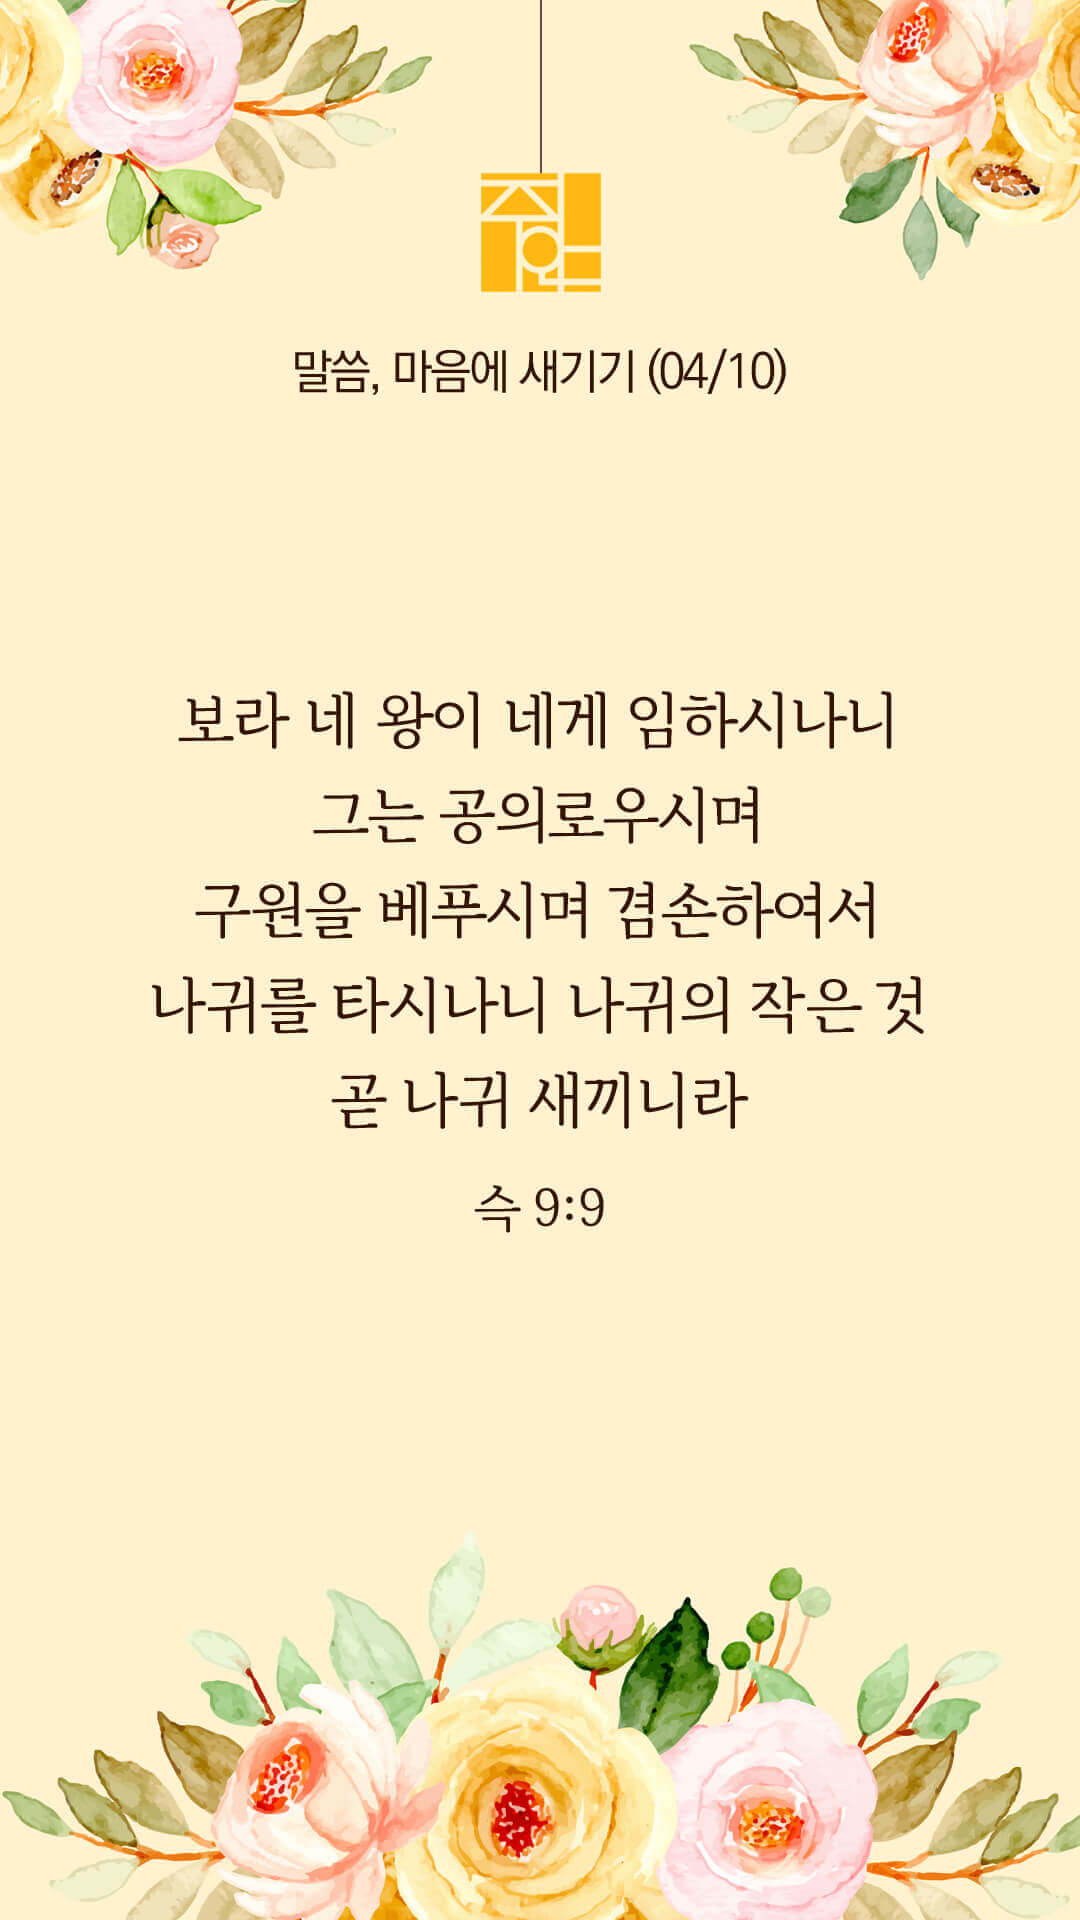 주원
말씀, 마음에 새기기 (04/10)
보라 네 왕이 네게 임하시나니
그는 공의로우시며
구원을 베푸시며 겸손하여서
나귀를 타시나니 나귀의 작은 것
곧 나귀 새끼니라
슥 9:9